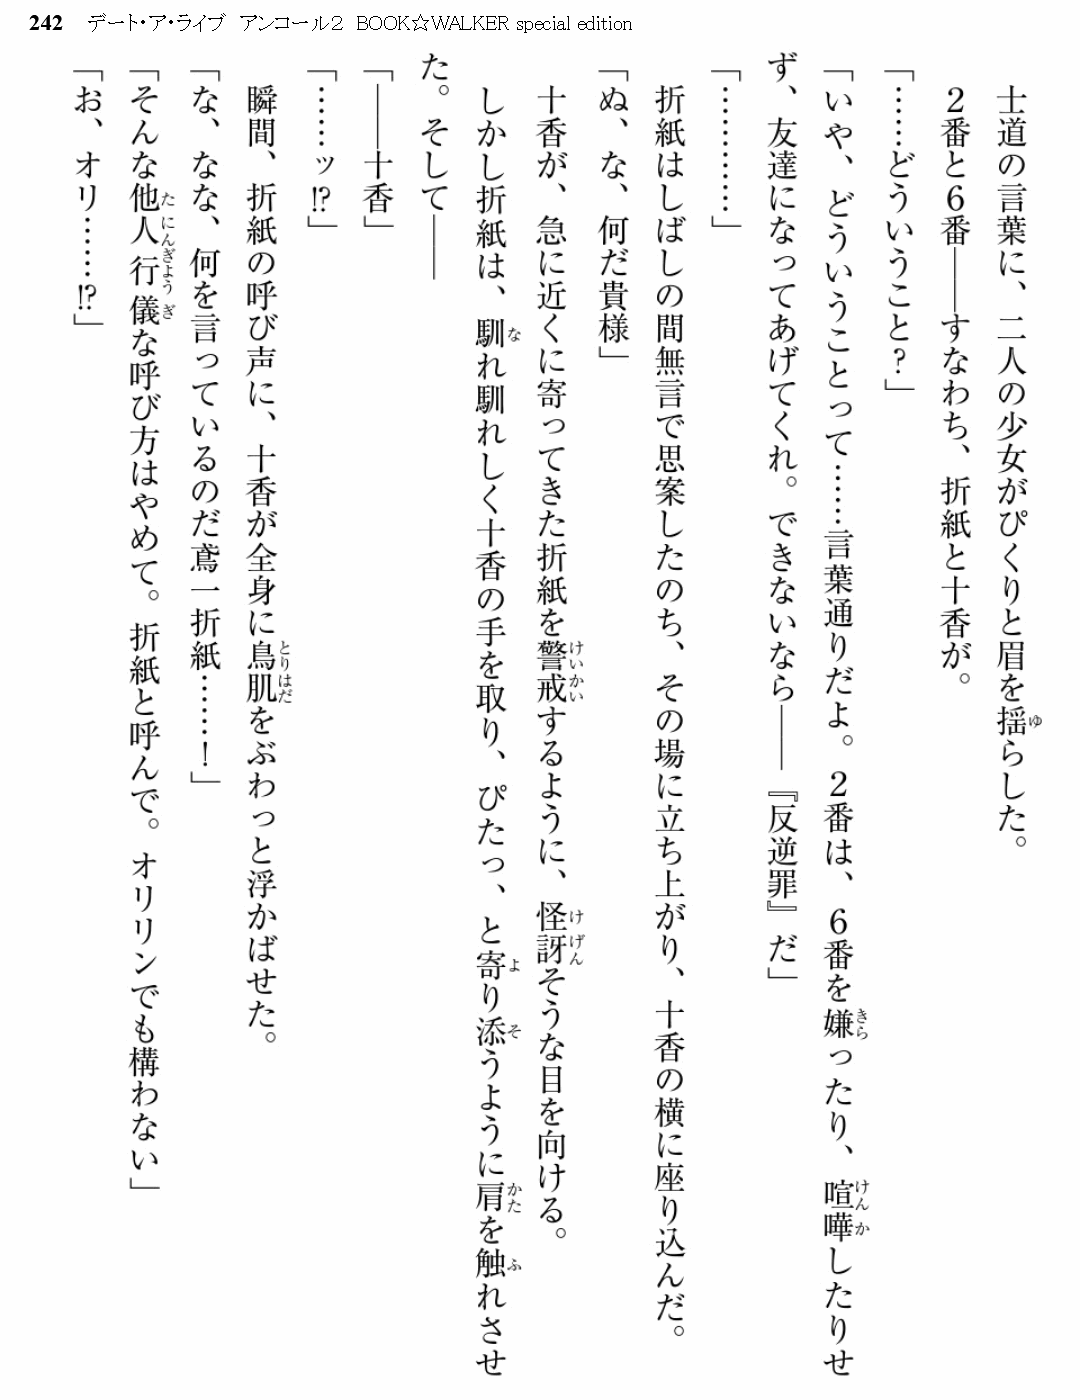 242 デート・ア・ライブ アンコール2 BOOK☆WALKER special edition
士道の言葉に、二人の少女がぴくりと眉を揺らした。
2番と6番――すなわち、折紙と十香が。
「……どういうこと?」
「いや、どういうことって……言葉通りだよ。2番は、6番を嫌ったり、喧嘩したりせ
ず、友達になってあげてくれ。できないなら――『反逆罪』だ」
「…………」
折紙はしばしの間無言で思案したのち、その場に立ち上がり、十香の横に座り込んだ。
「ぬ、な、何だ貴様」
十香が、急に近くに寄ってきた折紙を警戒するように、怪訝そうな目を向ける。
しかし折紙は、馴れ馴れしく十香の手を取り、ぴたっ、と寄り添うように肩を触れさせ
た。そして――
「――十香」
「……ッ!?」
瞬間、折紙の呼び声に、十香が全身に鳥肌をぶわっと浮かばせた。
「な、なな、何を言っているのだ鳶一折紙……!」
「そんな他人行儀な呼び方はやめて。折紙と呼んで。オリリンでも構わない」
「お、オリ……!?」